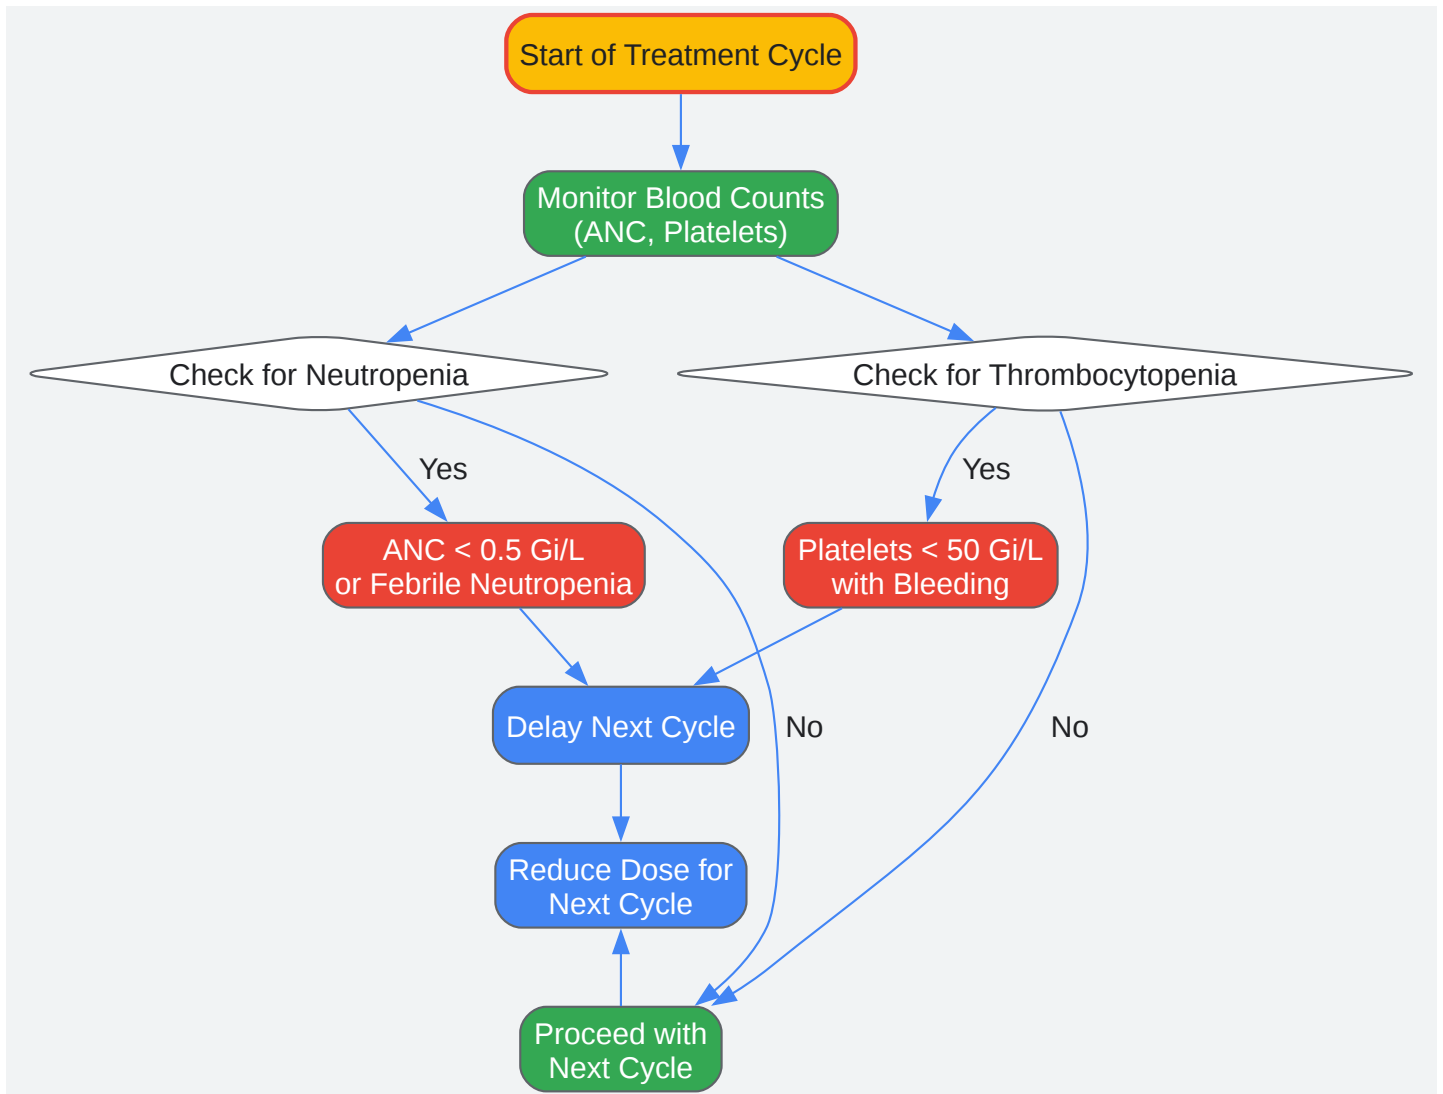 Start of Treatment Cycle
Monitor Blood Counts
(ANC, Platelets)
Check for Neutropenia
Check for Thrombocytopenia
Yes
Yes
ANC < 0.5 Gi/L
or Febrile Neutropenia
Platelets < 50 Gi/L
with Bleeding
Delay Next Cycle
No
No
Reduce Dose for
Next Cycle
Proceed with
Next Cycle